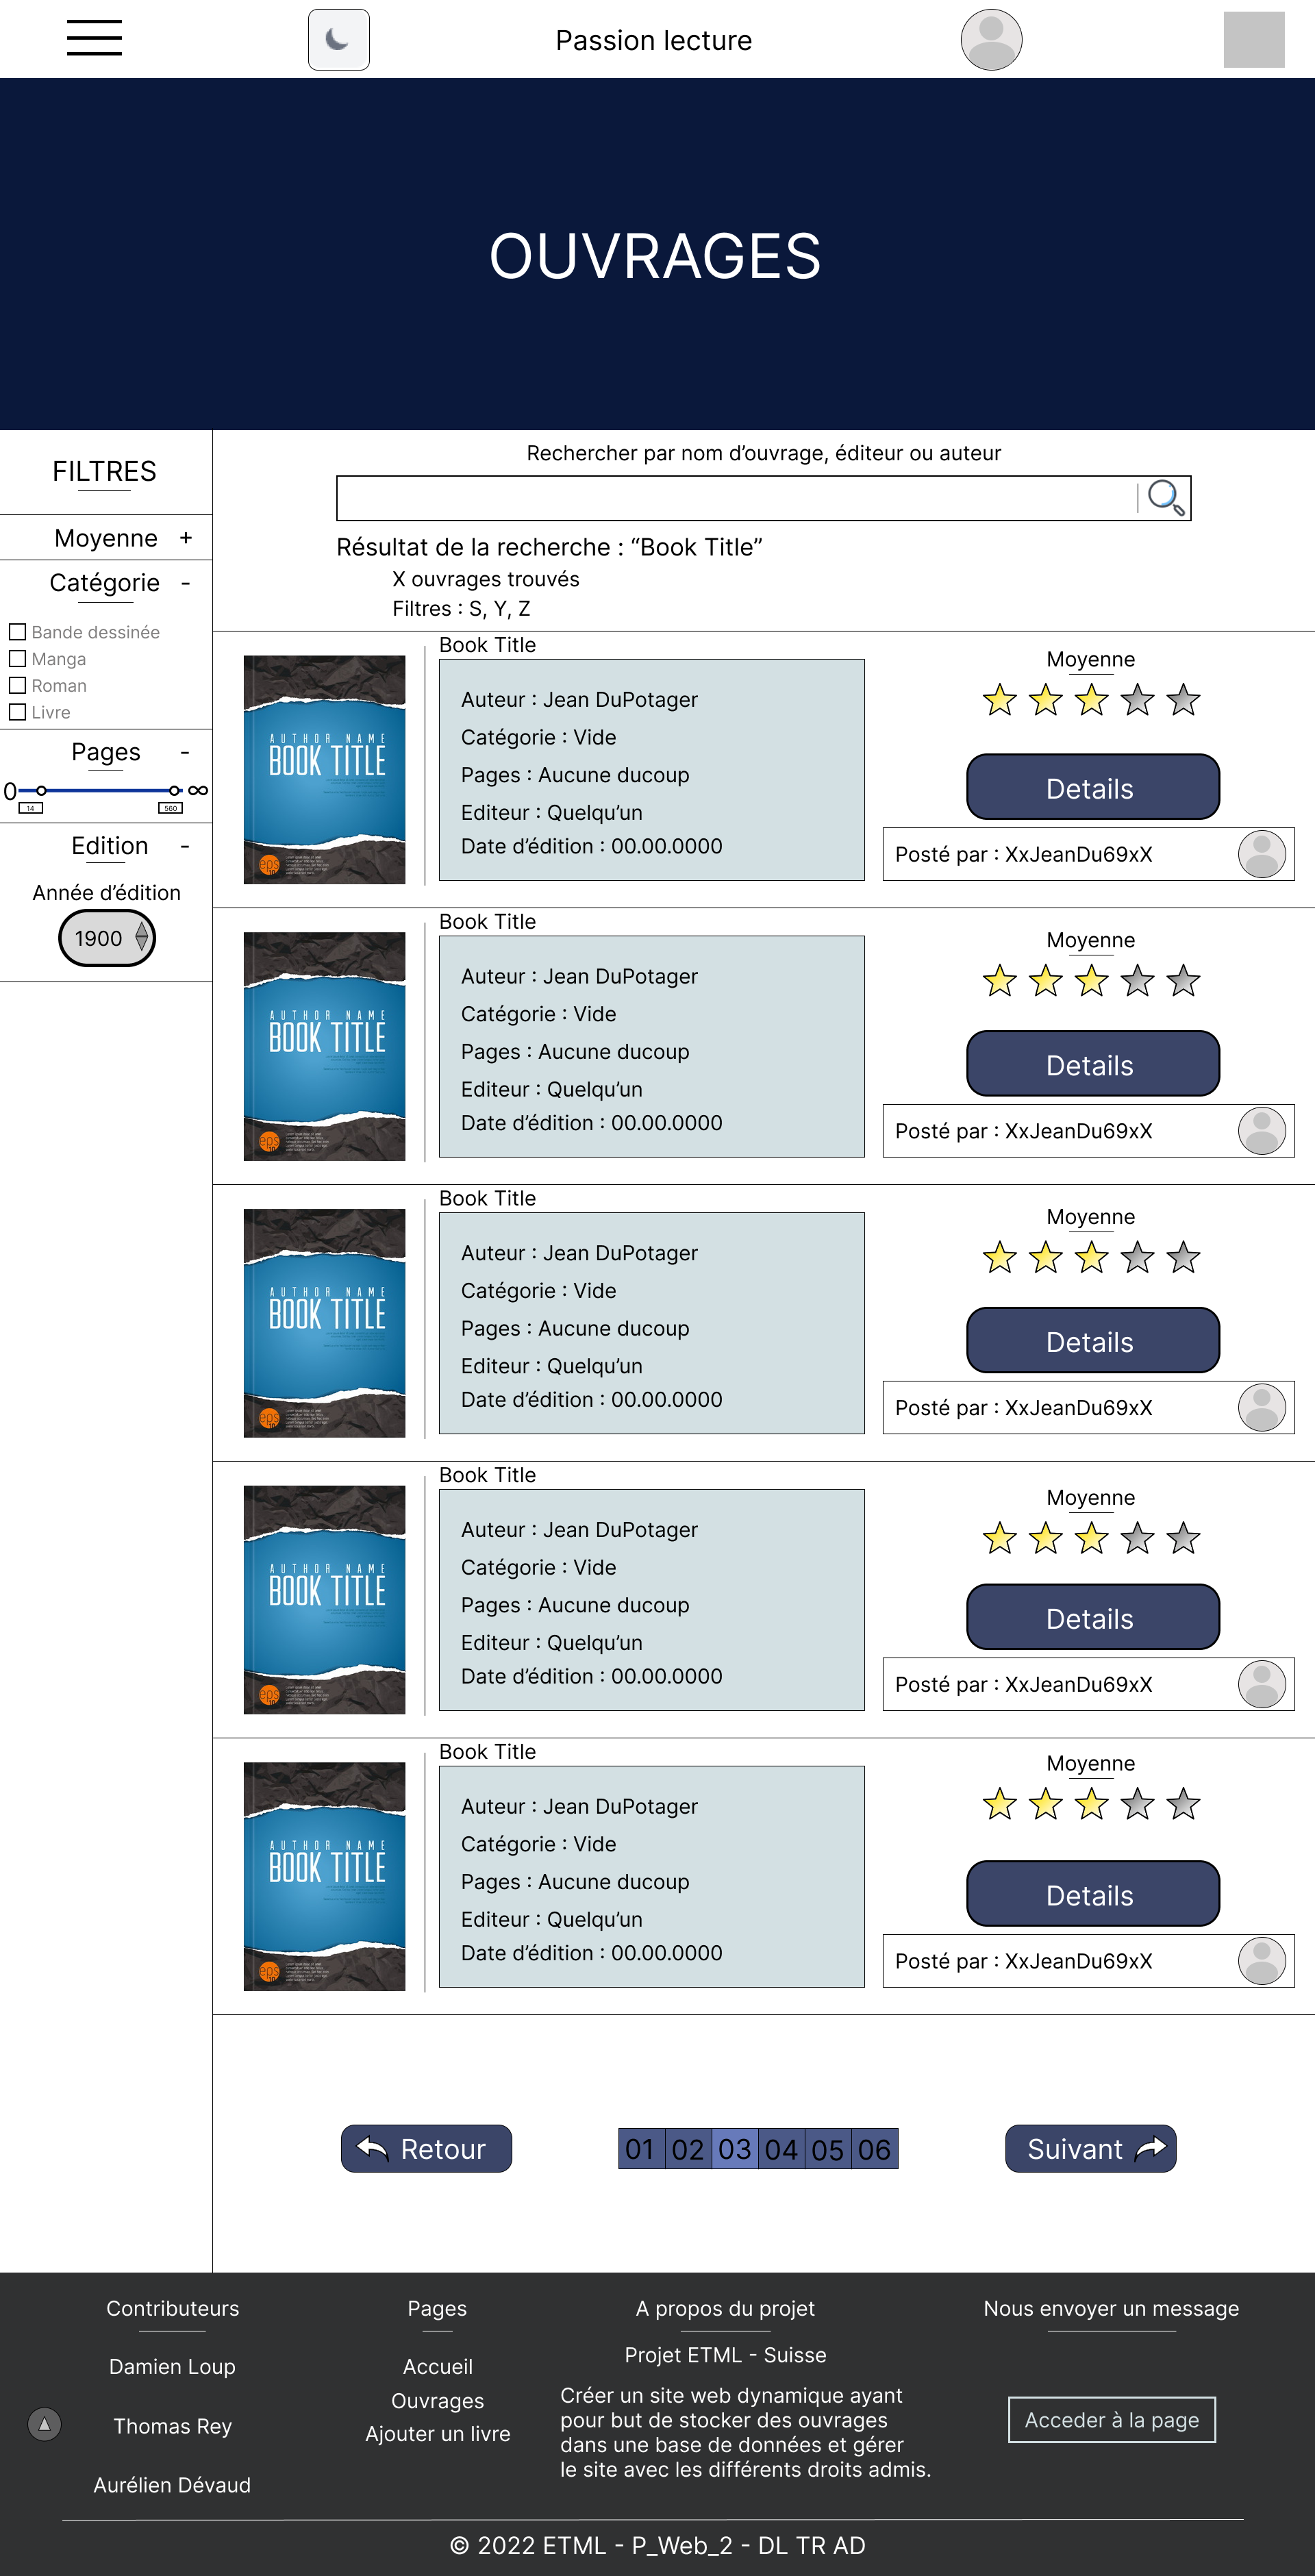 Passion lecture
OUVRAGES
FILTRES
Moyenne +
Catégorie -
Bande dessinée
Manga
Roman
Livre
Pages -
0 ∞
14 560
Edition -
Année d’édition
1900
Rechercher par nom d’ouvrage, éditeur ou auteur
Résultat de la recherche : “Book Title”
X ouvrages trouvés
Filtres : S, Y, Z
AUTHOR NAME
BOOK TITLE
eps
Book Title
Auteur : Jean DuPotager
Catégorie : Vide
Pages : Aucune ducoup
Editeur : Quelqu’un
Date d’édition : 00.00.0000
Moyenne
Details
Posté par : XxJeanDu69xX
AUTHOR NAME
BOOK TITLE
eps
Book Title
Auteur : Jean DuPotager
Catégorie : Vide
Pages : Aucune ducoup
Editeur : Quelqu’un
Date d’édition : 00.00.0000
Moyenne
Details
Posté par : XxJeanDu69xX
AUTHOR NAME
BOOK TITLE
eps
Book Title
Auteur : Jean DuPotager
Catégorie : Vide
Pages : Aucune ducoup
Editeur : Quelqu’un
Date d’édition : 00.00.0000
Moyenne
Details
Posté par : XxJeanDu69xX
AUTHOR NAME
BOOK TITLE
eps
Book Title
Auteur : Jean DuPotager
Catégorie : Vide
Pages : Aucune ducoup
Editeur : Quelqu’un
Date d’édition : 00.00.0000
Moyenne
Details
Posté par : XxJeanDu69xX
AUTHOR NAME
BOOK TITLE
eps
Book Title
Auteur : Jean DuPotager
Catégorie : Vide
Pages : Aucune ducoup
Editeur : Quelqu’un
Date d’édition : 00.00.0000
Moyenne
Details
Posté par : XxJeanDu69xX
Retour
01 02 03 04 05 06
Suivant
Contributeurs
Damien Loup
Thomas Rey
Aurélien Dévaud
Pages
Accueil
Ouvrages
Ajouter un livre
A propos du projet
Projet ETML - Suisse
Créer un site web dynamique ayant
pour but de stocker des ouvrages
dans une base de données et gérer
le site avec les différents droits admis.
Nous envoyer un message
Acceder à la page
© 2022 ETML - P_Web_2 - DL TR AD